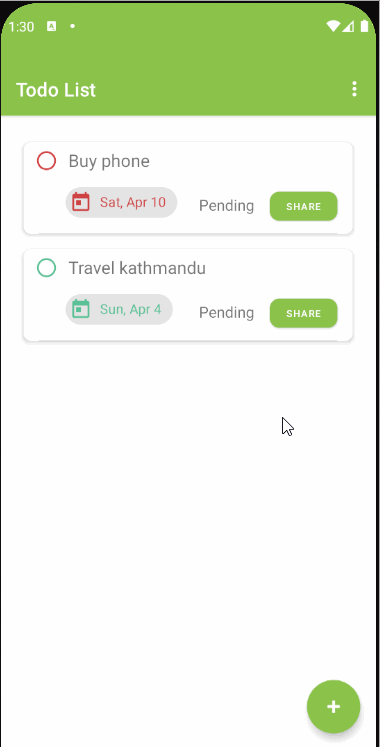 1:30
Todo List
Buy phone
Sat, Apr 10
Pending
SHARE
Travel kathmandu
Sun, Apr 4
Pending
SHARE